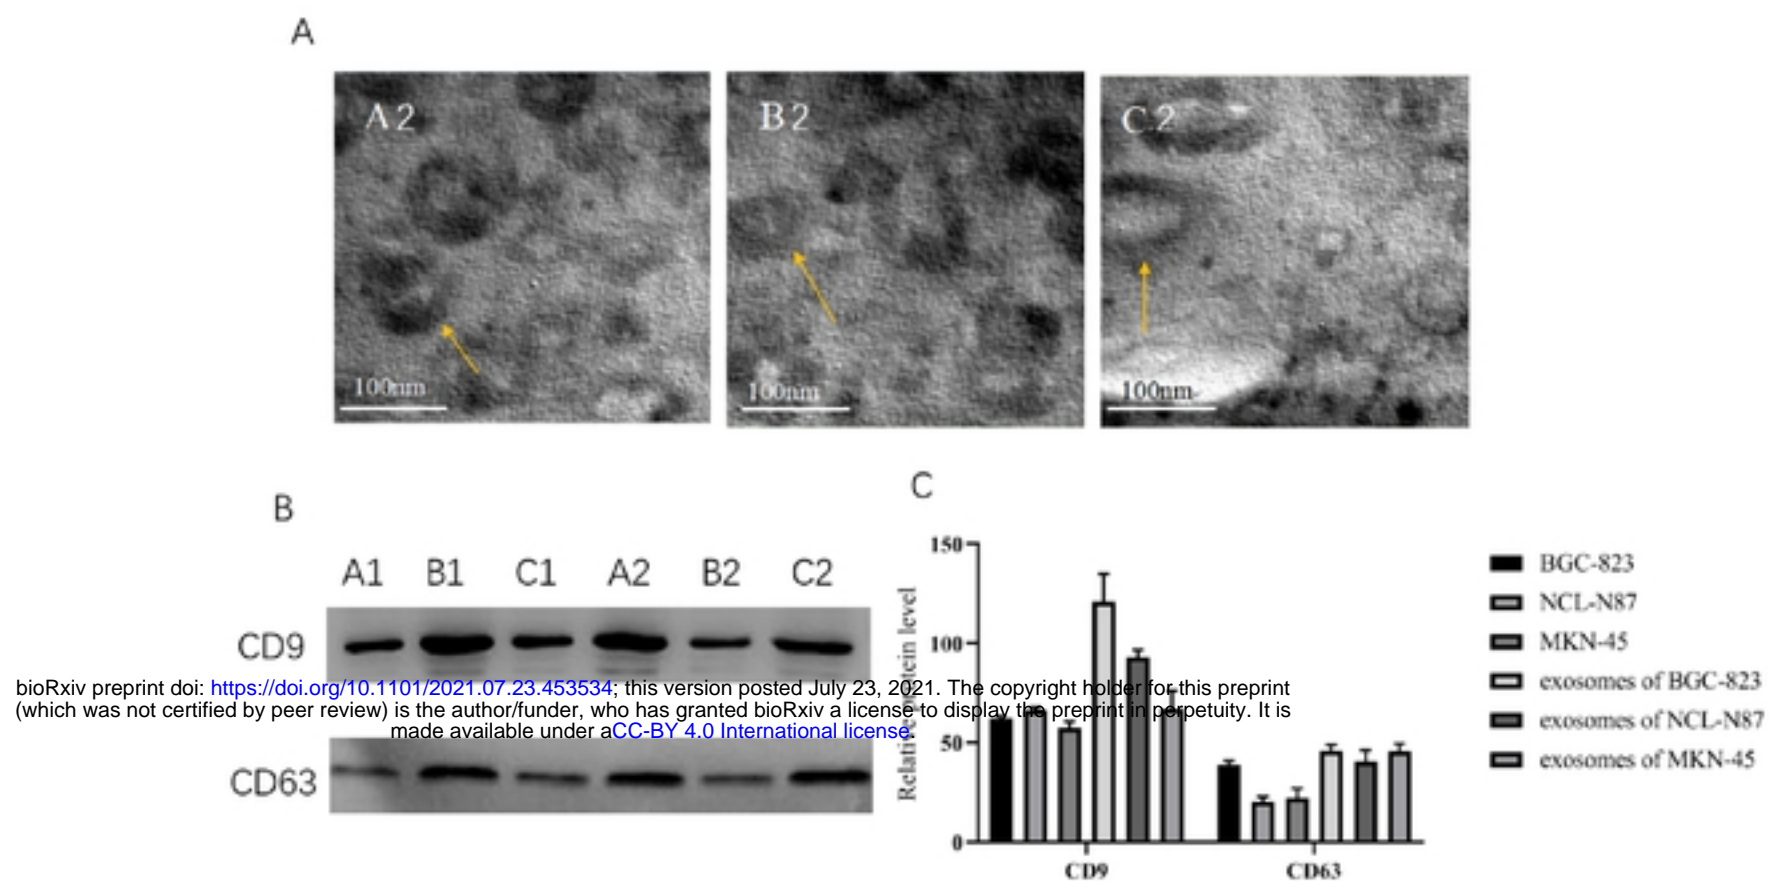 A
A2
B2
C.2
100nm
100nm
100nm
B
C
A1 B1 C1 A2 B2 C2
CD9
bioRxiv preprint doi: https://doi.org/10.1101/2021.07.23.453534; this version posted July 23, 2021. The copyright holder for this preprint
(which was not certified by peer review) is the author/funder, who has granted bioRxiv a license to display the preprint in perpetuity. It is
made available under aCC-BY 4.0 International license.
CD63
Relative protein level
150
100
50
0
CD9
CD63
BGC-823
NCL-N87
MKN-45
exosomes of BGC-823
exosomes of NCL-N87
exosomes of MKN-45